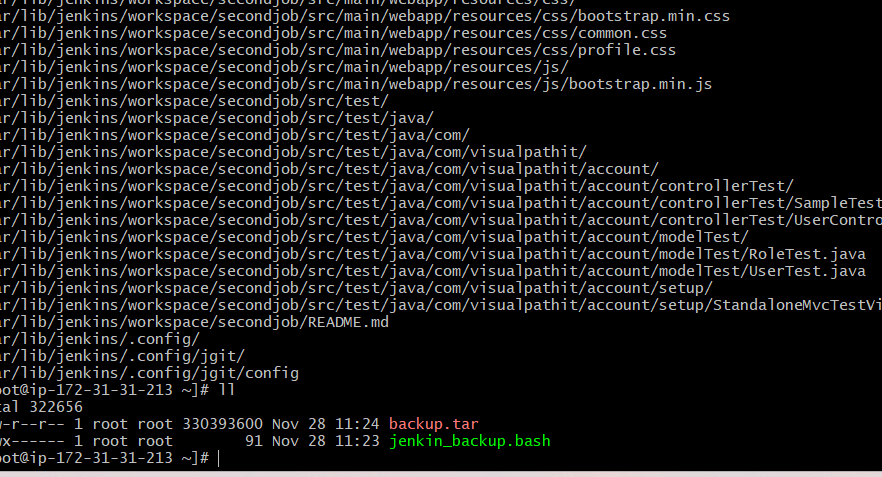 ar/lib/jenkins/workspace/secondjob/src/main/webapp/resources/css/
ar/lib/jenkins/workspace/secondjob/src/main/webapp/resources/css/bootstrap.min.css
ar/lib/jenkins/workspace/secondjob/src/main/webapp/resources/css/common.css
ar/lib/jenkins/workspace/secondjob/src/main/webapp/resources/css/profile.css
ar/lib/jenkins/workspace/secondjob/src/main/webapp/resources/js/
ar/lib/jenkins/workspace/secondjob/src/main/webapp/resources/js/bootstrap.min.js
ar/lib/jenkins/workspace/secondjob/src/test/
ar/lib/jenkins/workspace/secondjob/src/test/java/
ar/lib/jenkins/workspace/secondjob/src/test/java/com/
ar/lib/jenkins/workspace/secondjob/src/test/java/com/visualpathit/
ar/lib/jenkins/workspace/secondjob/src/test/java/com/visualpathit/account/
ar/lib/jenkins/workspace/secondjob/src/test/java/com/visualpathit/account/controllerTest/
ar/lib/jenkins/workspace/secondjob/src/test/java/com/visualpathit/account/controllerTest/SampleTest
ar/lib/jenkins/workspace/secondjob/src/test/java/com/visualpathit/account/controllerTest/UserContro
ar/lib/jenkins/workspace/secondjob/src/test/java/com/visualpathit/account/modelTest/
ar/lib/jenkins/workspace/secondjob/src/test/java/com/visualpathit/account/modelTest/RoleTest.java
ar/lib/jenkins/workspace/secondjob/src/test/java/com/visualpathit/account/modelTest/UserTest.java
ar/lib/jenkins/workspace/secondjob/src/test/java/com/visualpathit/account/setup/
ar/lib/jenkins/workspace/secondjob/src/test/java/com/visualpathit/account/setup/StandaloneMvcTestVi
ar/lib/jenkins/workspace/secondjob/README.md
ar/lib/jenkins/.config/
ar/lib/jenkins/.config/jgit/
ar/lib/jenkins/.config/jgit/config
oot@ip-172-31-31-213 ~]# ll
tal 322656
w-r--r-- 1 root root 330393600 Nov 28 11:24 backup.tar
wx------ 1 root root        91 Nov 28 11:23 jenkin_backup.bash
oot@ip-172-31-31-213 ~]#